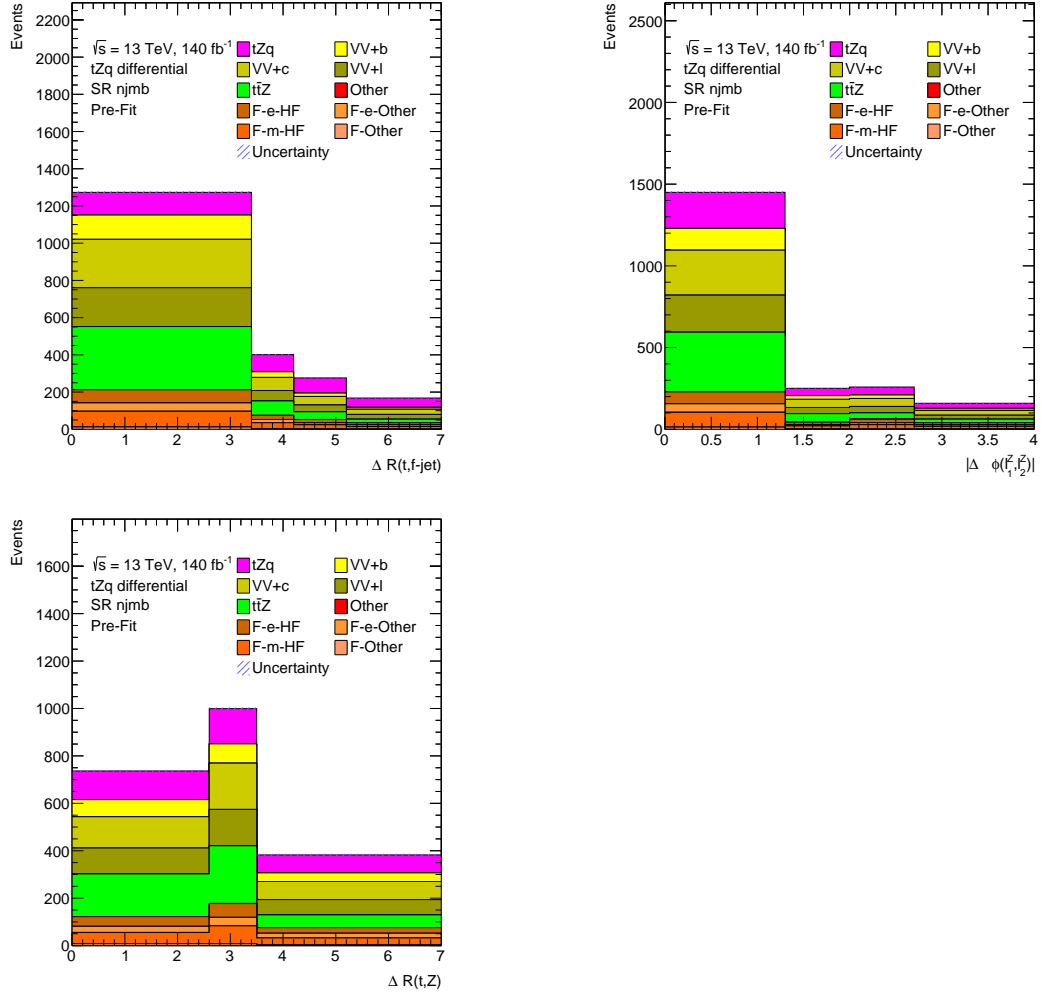 Events
2200
2000
1800
1600
1400
1200
1000
800
600
400
200
0
√s = 13 TeV, 140 fb⁻¹
tZq differential
SR njmb
Pre-Fit
tZq VV+b
VV+c VV+l
tt̄Z Other
F-e-HF F-e-Other
F-m-HF F-Other
Uncertainty
0 1 2 3 4 5 6 7
Δ R(t,f-jet)
Events
2500
2000
1500
1000
500
0
√s = 13 TeV, 140 fb⁻¹
tZq differential
SR njmb
Pre-Fit
tZq VV+b
VV+c VV+l
tt̄Z Other
F-e-HF F-e-Other
F-m-HF F-Other
Uncertainty
0 0.5 1 1.5 2 2.5 3 3.5 4
|Δ ϕ(l₁ᶻ,l₂ᶻ)|
Events
1600
1400
1200
1000
800
600
400
200
0
√s = 13 TeV, 140 fb⁻¹
tZq differential
SR njmb
Pre-Fit
tZq VV+b
VV+c VV+l
tt̄Z Other
F-e-HF F-e-Other
F-m-HF F-Other
Uncertainty
0 1 2 3 4 5 6 7
Δ R(t,Z)